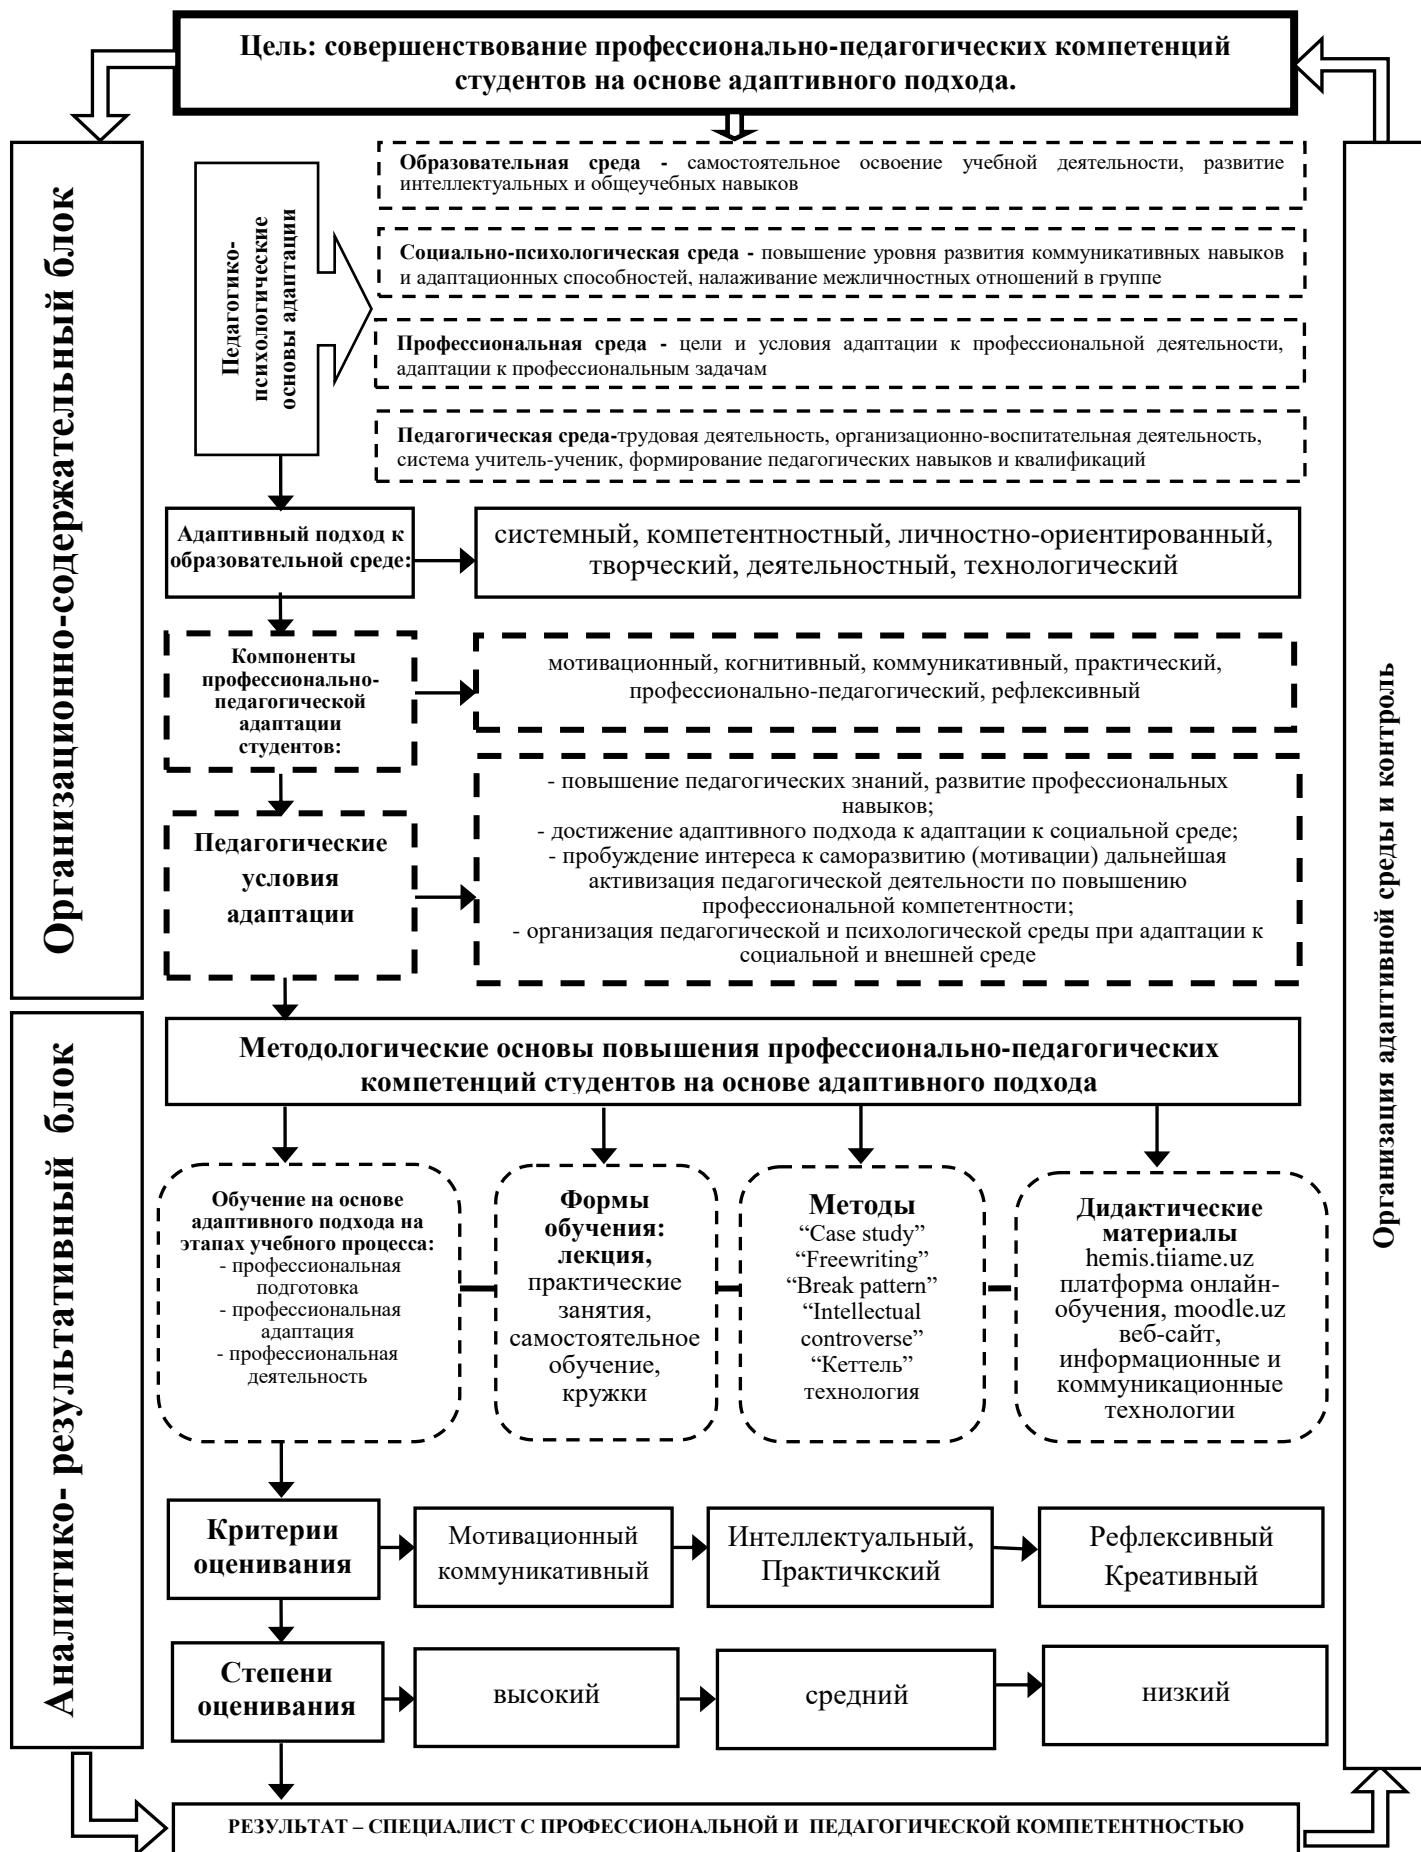 Цель: совершенствование профессионально-педагогических компетенций
студентов на основе адаптивного подхода.
Организационно-содержательный блок
Педагогико-
психологические
основы адаптации
Образовательная среда - самостоятельное освоение учебной деятельности, развитие
интеллектуальных и общеучебных навыков
Социально-психологическая среда - повышение уровня развития коммуникативных навыков
и адаптационных способностей, налаживание межличностных отношений в группе
Профессиональная среда - цели и условия адаптации к профессиональной деятельности,
адаптации к профессиональным задачам
Педагогическая среда-трудовая деятельность, организационно-воспитательная деятельность,
система учитель-ученик, формирование педагогических навыков и квалификаций
Адаптивный подход к
образовательной среде:
системный, компетентностный, личностно-ориентированный,
творческий, деятельностный, технологический
Компоненты
профессионально-
педагогической
адаптации
студентов:
мотивационный, когнитивный, коммуникативный, практический,
профессионально-педагогический, рефлексивный
Педагогические
условия
адаптации
- повышение педагогических знаний, развитие профессиональных
навыков;
- достижение адаптивного подхода к адаптации к социальной среде;
- пробуждение интереса к саморазвитию (мотивации) дальнейшая
активизация педагогической деятельности по повышению
профессиональной компетентности;
- организация педагогической и психологической среды при адаптации к
социальной и внешней среде
Организация адаптивной среды и контроль
Аналитико- результативный блок
Методологические основы повышения профессионально-педагогических
компетенций студентов на основе адаптивного подхода
Обучение на основе
адаптивного подхода на
этапах учебного процесса:
- профессиональная
подготовка
- профессиональная
адаптация
- профессиональная
деятельность
Формы
обучения:
лекция,
практические
занятия,
самостоятельное
обучение,
кружки
Методы
“Case study”
“Freewriting”
“Break pattern”
“Intellectual
controverse”
“Кеттель”
технология
Дидактические
материалы
hemis.tiiame.uz
платформа онлайн-
обучения, moodle.uz
веб-сайт,
информационные и
коммуникационные
технологии
Критерии
оценивания
Мотивационный
коммуникативный
Интеллектуальный,
Практичкский
Рефлексивный
Креативный
Степени
оценивания
высокий
средний
низкий
РЕЗУЛЬТАТ – СПЕЦИАЛИСТ С ПРОФЕССИОНАЛЬНОЙ И ПЕДАГОГИЧЕСКОЙ КОМПЕТЕНТНОСТЬЮ